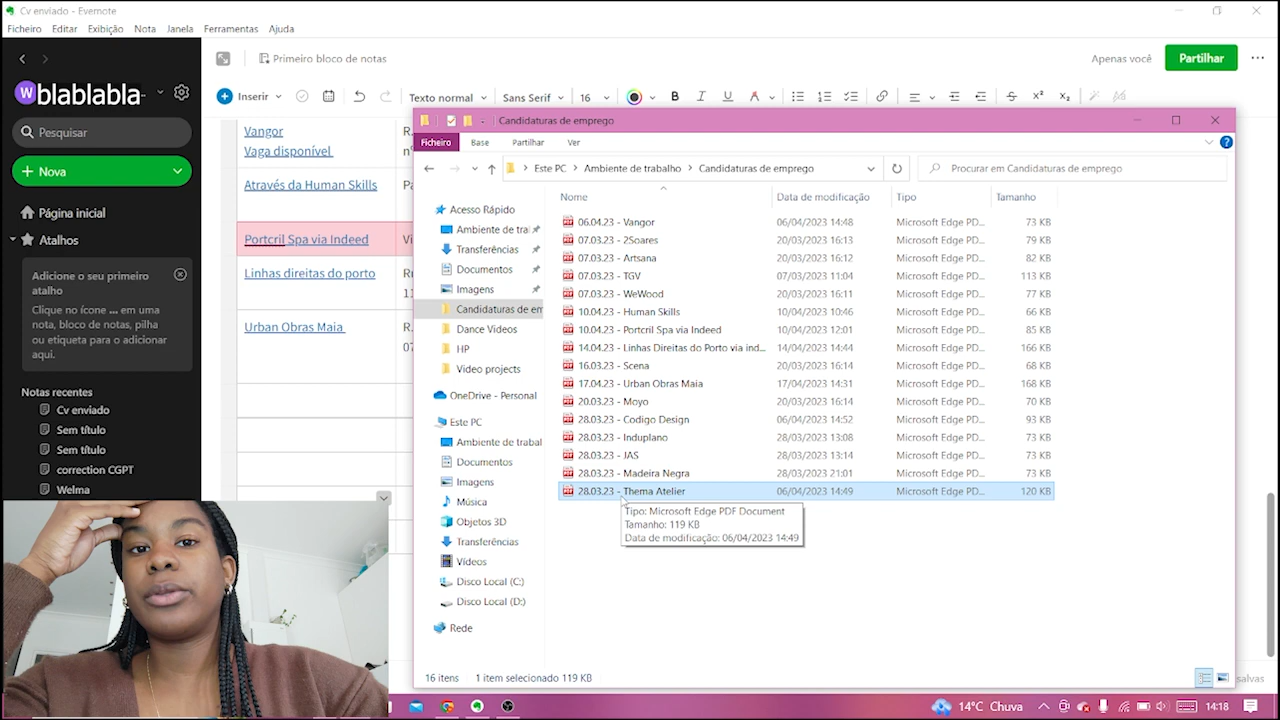 Cv enviado - Evernote
Ficheiro Editar Exibição Nota Janela Ferramentas Ajuda
Primeiro bloco de notas
Apenas você
Partilhar
W
blablabla-
Pesquisar
Nova
Página inicial
Atalhos
Adicione o seu primeiro
atalho
Clique no ícone ... em uma
nota, bloco de notas, pilha
ou etiqueta para o adicionar
aqui.
Notas recentes
Cv enviado
Sem título
Sem título
correction CGPT
Welma
Inserir
Texto normal
Sans Serif
16
B I U A
Vangor
R.
Vaga disponível
nº
Através da Human Skills
Pa
Portcril Spa via Indeed
Vi
Linhas direitas do porto
Ru
11
Urban Obras Maia
R.
07
Candidaturas de emprego
Ficheiro Base Partilhar Ver
Este PC > Ambiente de trabalho > Candidaturas de emprego
Procurar em Candidaturas de emprego
Acesso Rápido
Ambiente de tra
Transferências
Documentos
Imagens
Candidaturas de em
Dance Videos
HP
Video projects
OneDrive - Personal
Este PC
Ambiente de trabal
Documentos
Imagens
Música
Objetos 3D
Transferências
Vídeos
Disco Local (C:)
Disco Local (D:)
Rede
Nome Data de modificação Tipo Tamanho
06.04.23 - Vangor 06/04/2023 14:48 Microsoft Edge PD... 73 KB
07.03.23 - 2Soares 20/03/2023 16:13 Microsoft Edge PD... 79 KB
07.03.23 - Artsana 20/03/2023 16:12 Microsoft Edge PD... 82 KB
07.03.23 - TGV 07/03/2023 11:04 Microsoft Edge PD... 113 KB
07.03.23 - WeWood 20/03/2023 16:11 Microsoft Edge PD... 77 KB
10.04.23 - Human Skills 10/04/2023 10:46 Microsoft Edge PD... 66 KB
10.04.23 - Portcril Spa via Indeed 10/04/2023 12:01 Microsoft Edge PD... 85 KB
14.04.23 - Linhas Direitas do Porto via ind... 14/04/2023 14:44 Microsoft Edge PD... 166 KB
16.03.23 - Scena 20/03/2023 16:14 Microsoft Edge PD... 68 KB
17.04.23 - Urban Obras Maia 17/04/2023 14:31 Microsoft Edge PD... 168 KB
20.03.23 - Moyo 20/03/2023 16:14 Microsoft Edge PD... 70 KB
28.03.23 - Codigo Design 06/04/2023 14:52 Microsoft Edge PD... 93 KB
28.03.23 - Induplano 28/03/2023 13:08 Microsoft Edge PD... 73 KB
28.03.23 - JAS 28/03/2023 13:14 Microsoft Edge PD... 73 KB
28.03.23 - Madeira Negra 28/03/2023 21:01 Microsoft Edge PD... 73 KB
28.03.23 - Thema Atelier 06/04/2023 14:49 Microsoft Edge PD... 120 KB
Tipo: Microsoft Edge PDF Document
Tamanho: 119 KB
Data de modificação: 06/04/2023 14:49
16 itens 1 item selecionado 119 KB
salvas
14°C Chuva
14:18